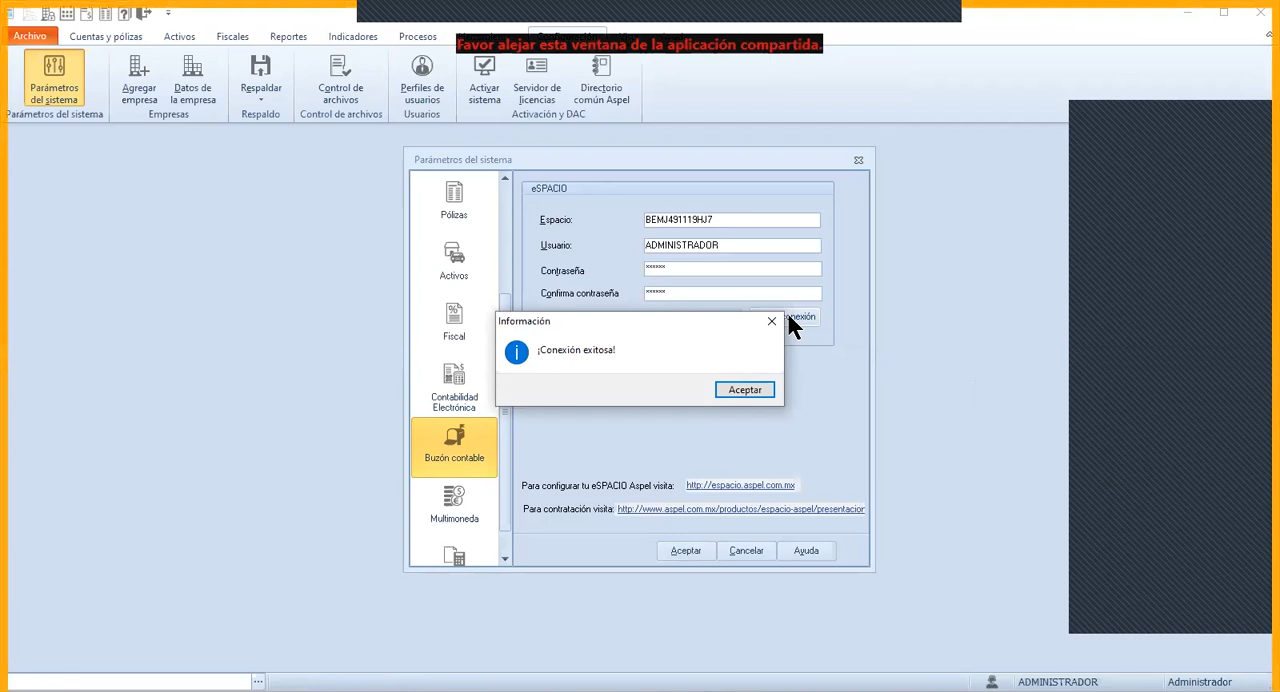 Archivo Cuentas y pólizas Activos Fiscales Reportes Indicadores Procesos
Favor alejar esta ventana de la aplicación compartida.
Parámetros del sistema
Agregar empresa
Datos de la empresa
Respaldar
Control de archivos
Perfiles de usuarios
Activar sistema
Servidor de licencias
Directorio común Aspel
Parámetros del sistema Empresas Respaldo Control de archivos Usuarios Activación y DAC
Parámetros del sistema
Pólizas
Activos
Fiscal
Contabilidad
Electrónica
Buzón contable
Multimoneda
eSPACIO
Espacio: BEMJ491119HJ7
Usuario: ADMINISTRADOR
Contraseña ******
Confirma contraseña ******
onexión
Información
¡Conexión exitosa!
Aceptar
Para configurar tu eSPACIO Aspel visita: http://espacio.aspel.com.mx
Para contratación visita: http://www.aspel.com.mx/productos/espacio-aspel/presentacion
Aceptar Cancelar Ayuda
ADMINISTRADOR Administrador